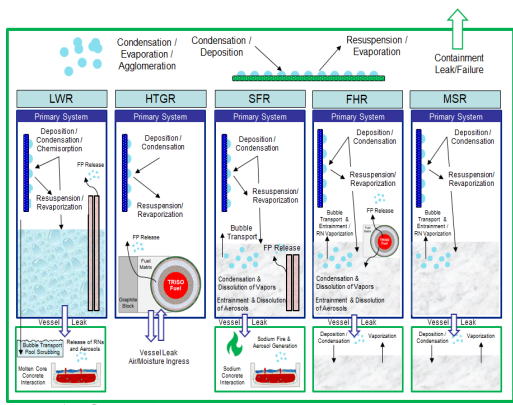 Condensation /
Evaporation /
Agglomeration
Condensation /
Deposition
Resuspension /
Evaporation
Containment
Leak/Failure
LWR
HTGR
SFR
FHR
MSR
Primary System
Primary System
Primary System
Primary System
Primary System
Deposition /
Condensation /
Chemisorption
FP Release
Resuspension/
Revaporization
Deposition /
Condensation
Resuspension/
Revaporization
FP Release
Fuel
Matrix
TRISO
Fuel
Graphite
Block
Deposition /
Condensation
Resuspension/
Revaporization
Bubble
Transport
FP Release
Condensation &
Dissolution of Vapors
Entrainment & Dissolution
of Aerosols
Deposition /
Condensation
Resuspension/
Revaporization
Bubble
Transport &
Entrainment /
RN Vaporization
FP Release
Fuel
Matrix
TRISO
Fuel
Condensation &
Dissolution of Vapors
Entrainment & Dissolution
of Aerosols
Deposition /
Condensation
Resuspension/
Revaporization
Bubble
Transport &
Entrainment /
RN Vaporization
Vessel Leak
Bubble Transport
Pool Scrubbing
Release of RNs
and Aerosols
Molten Core
Concrete
Interaction
Vessel Leak
Air/Moisture Ingress
Vessel Leak
Sodium Fire &
Aerosol Generation
Sodium
Concrete
Interaction
Vessel Leak
Deposition /
Condensation
Vaporization
Vessel Leak
Deposition /
Condensation
Vaporization